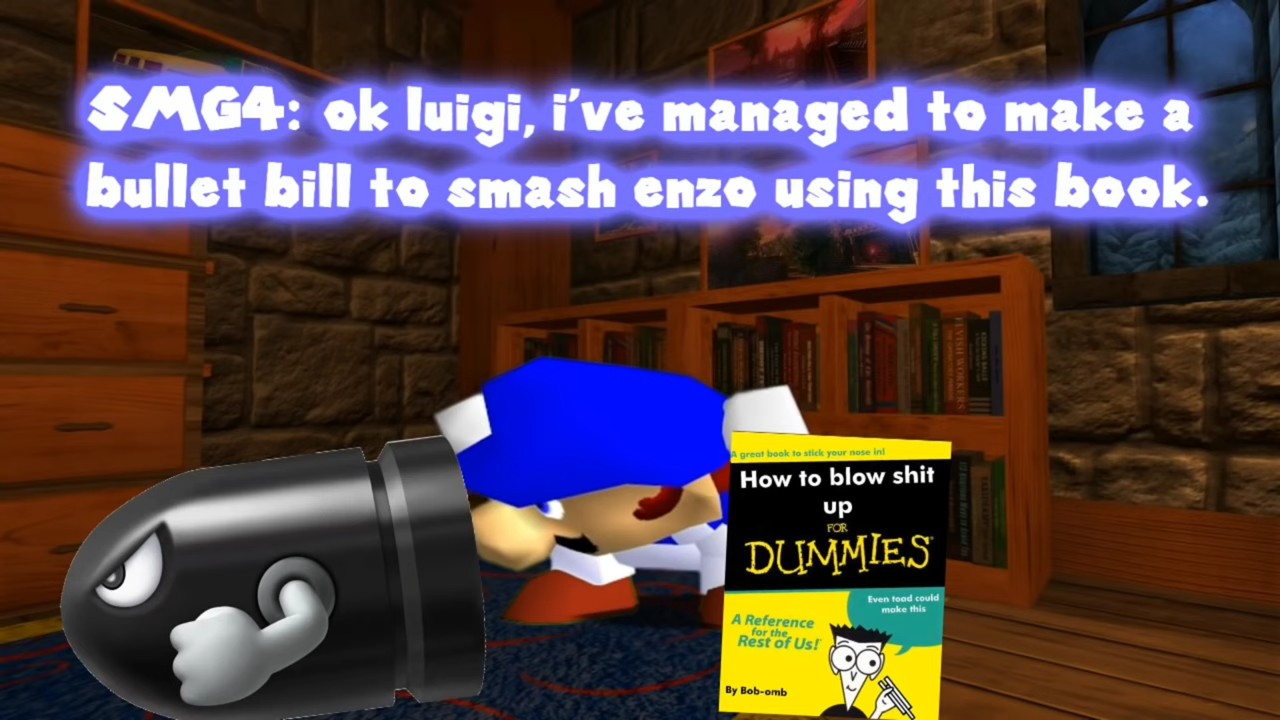 SMG4: ok luigi, i've managed to make a
bullet bill to smash enzo using this book.
A great book to stick your nose in!
How to blow shit
up
FOR
DUMMIES
Even toad could
make this
A Reference
for the
Rest of Us!
By Bob-omb